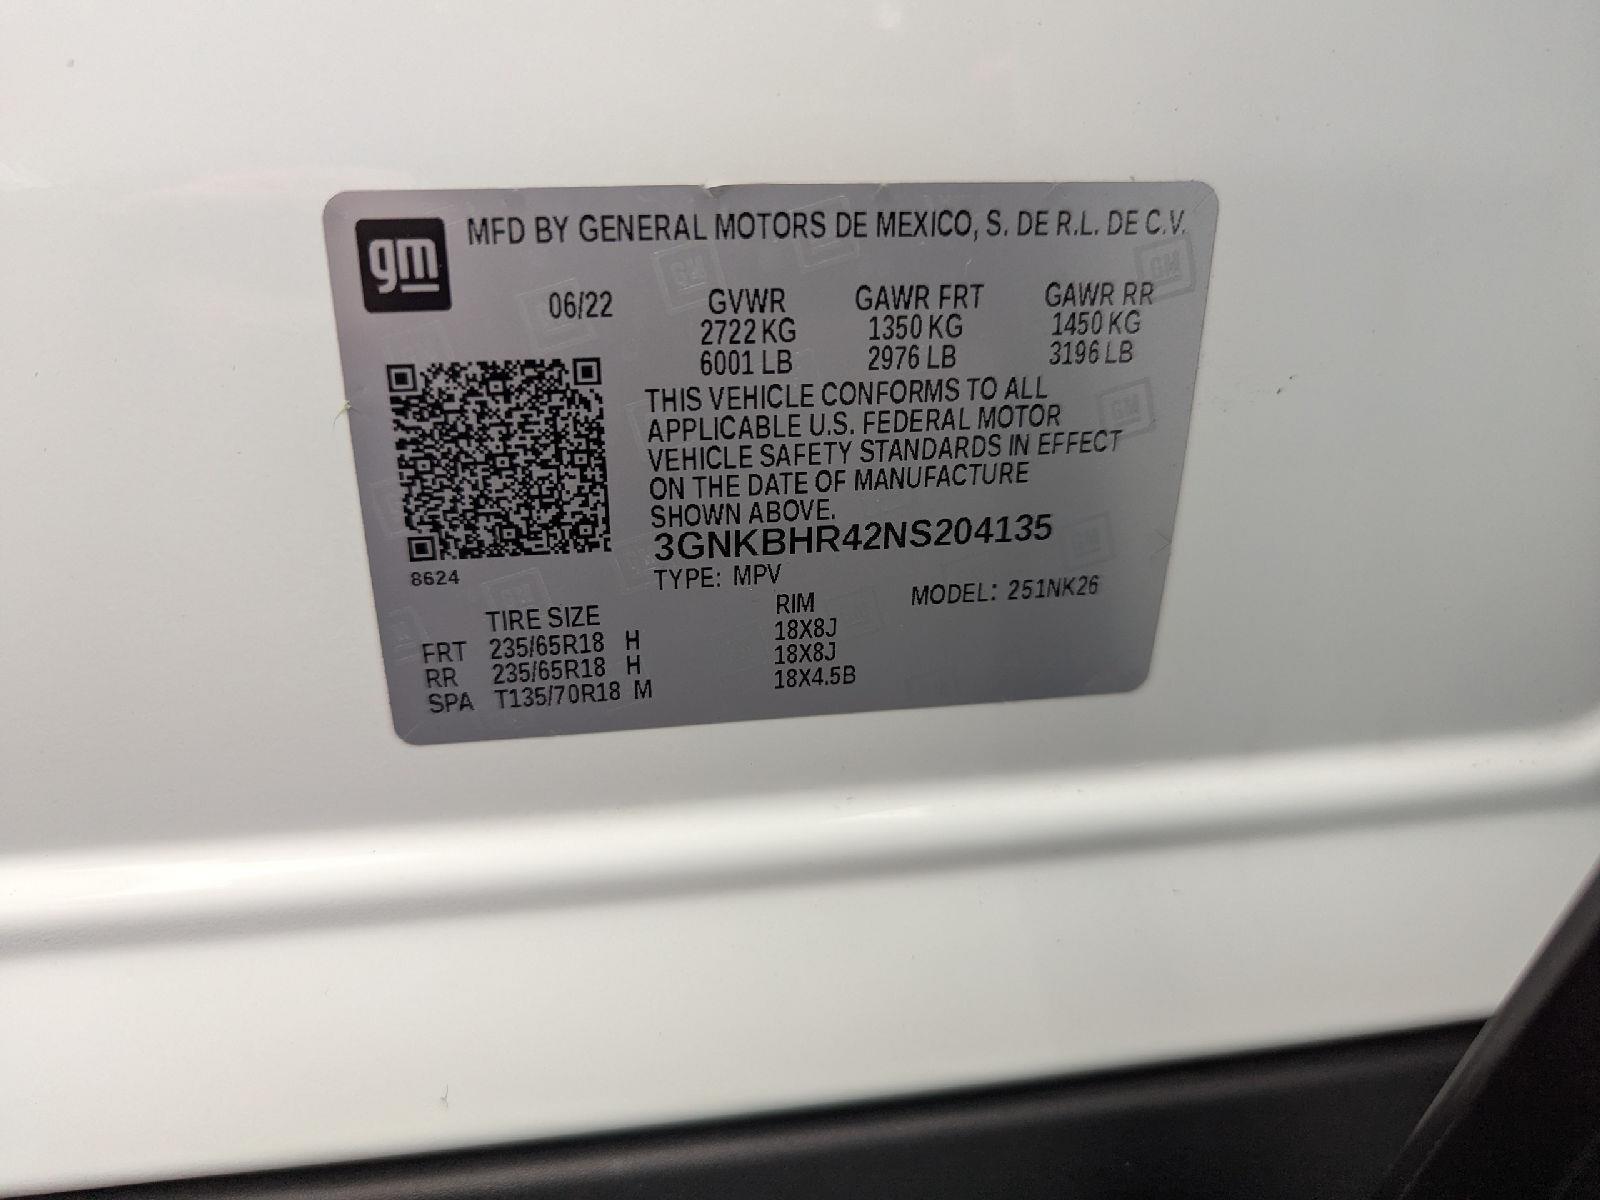 gm MFD BY GENERAL MOTORS DE MEXICO, S. DE R.L. DE C.V.
06/22 GVWR GAWR FRT GAWR RR
2722 KG 1350 KG 1450 KG
6001 LB 2976 LB 3196 LB
THIS VEHICLE CONFORMS TO ALL
APPLICABLE U.S. FEDERAL MOTOR
VEHICLE SAFETY STANDARDS IN EFFECT
ON THE DATE OF MANUFACTURE
SHOWN ABOVE.
3GNKBHR42NS204135
8624
TYPE: MPV MODEL: 251NK26
TIRE SIZE RIM
FRT 235/65R18 H 18X8J
RR 235/65R18 H 18X8J
SPA T135/70R18 M 18X4.5B